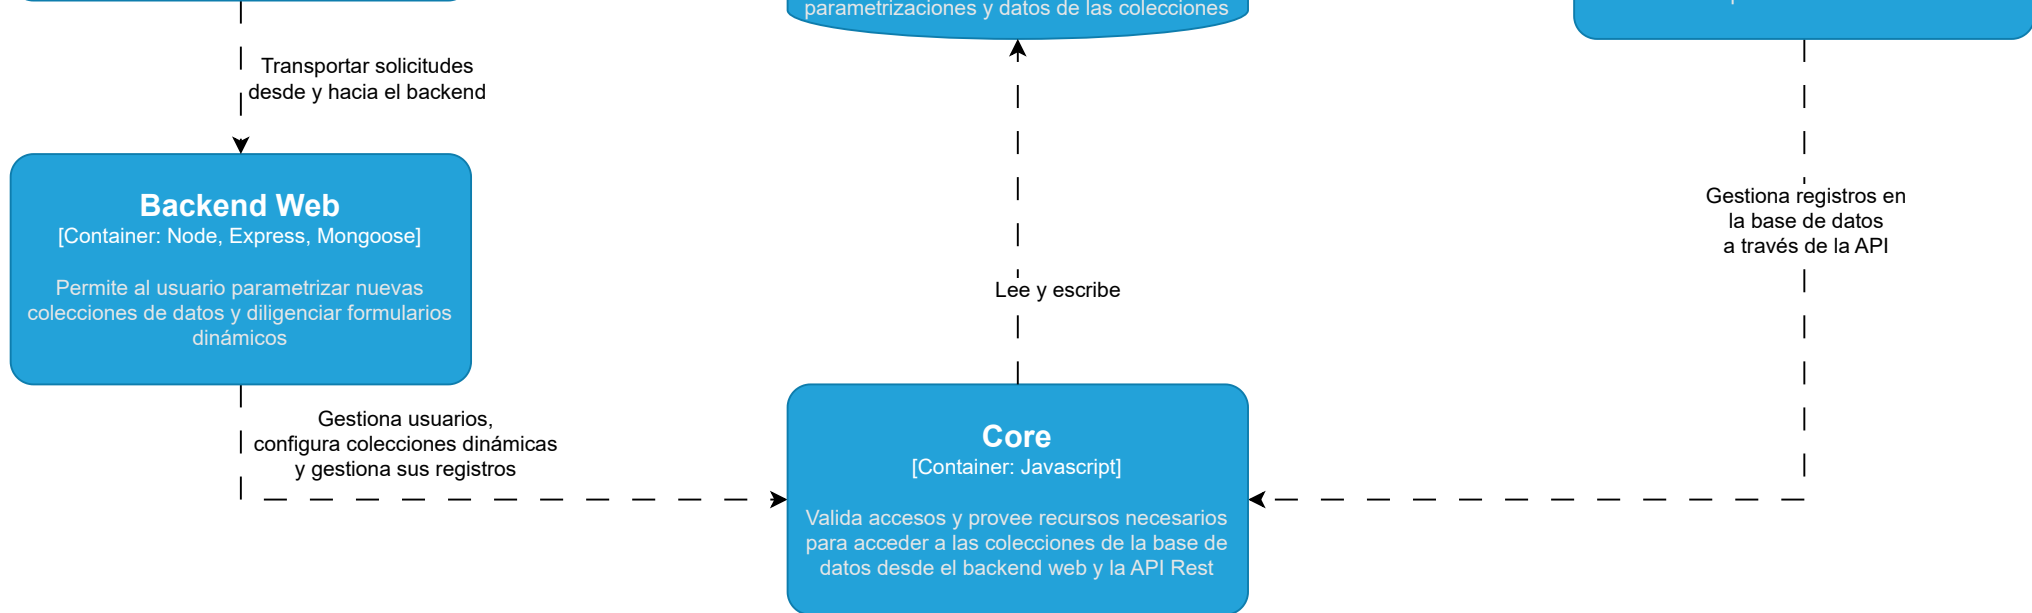 parametrizaciones y datos de las colecciones
Transportar solicitudes
desde y hacia el backend
Backend Web
[Container: Node, Express, Mongoose]
Permite al usuario parametrizar nuevas
colecciones de datos y diligenciar formularios
dinámicos
Gestiona registros en
la base de datos
a través de la API
Lee y escribe
Gestiona usuarios,
configura colecciones dinámicas
y gestiona sus registros
Core
[Container: Javascript]
Valida accesos y provee recursos necesarios
para acceder a las colecciones de la base de
datos desde el backend web y la API Rest